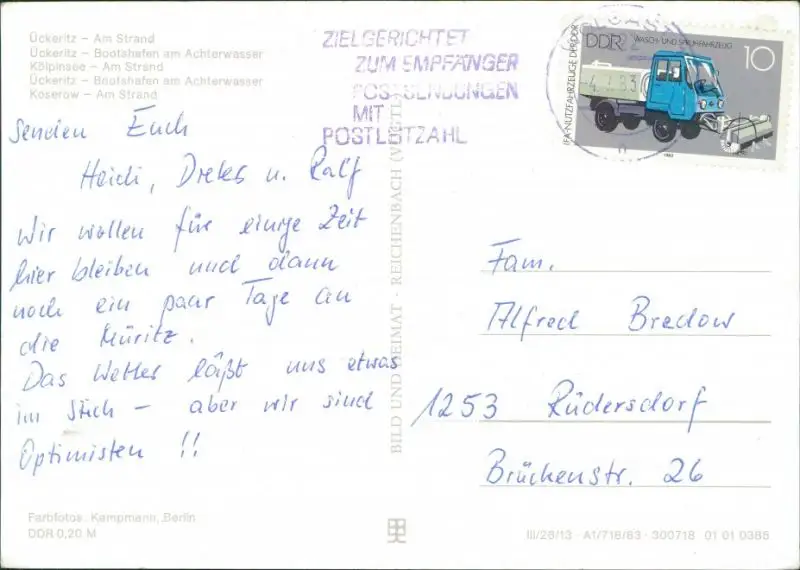 Ückeritz – Am Strand
Ückeritz – Bootshafen am Achterwasser
Kölpinsee – Am Strand
Ückeritz – Bootshafen am Achterwasser
Koserow – Am Strand
ZIELGERICHTET
ZUM EMPFÄNGER
POSTSENDUNGEN
MIT
POSTLEITZAHL
DDR
WASCH- UND SPRÜHFAHRZEUG
10
IFA-NUTZFAHRZEUGE DER DDR
senden Euch
Heidi, u. Ralf
Wir wollen für einige Zeit
hier bleiben und dann
noch ein paar Tage an
die Müritz.
Das Wetter läßt uns etwas
im Stich – aber wir sind
Optimisten !!
Fam.
Alfred Bredow
1253 Rüdersdorf
Brückenstr. 26
BILD UND HEIMAT · REICHENBACH (VOGTL)
Farbfotos: Kampmann, Berlin
DDR 0,20 M
III/26/13 · A1/718/83 · 300718 01 01 0385